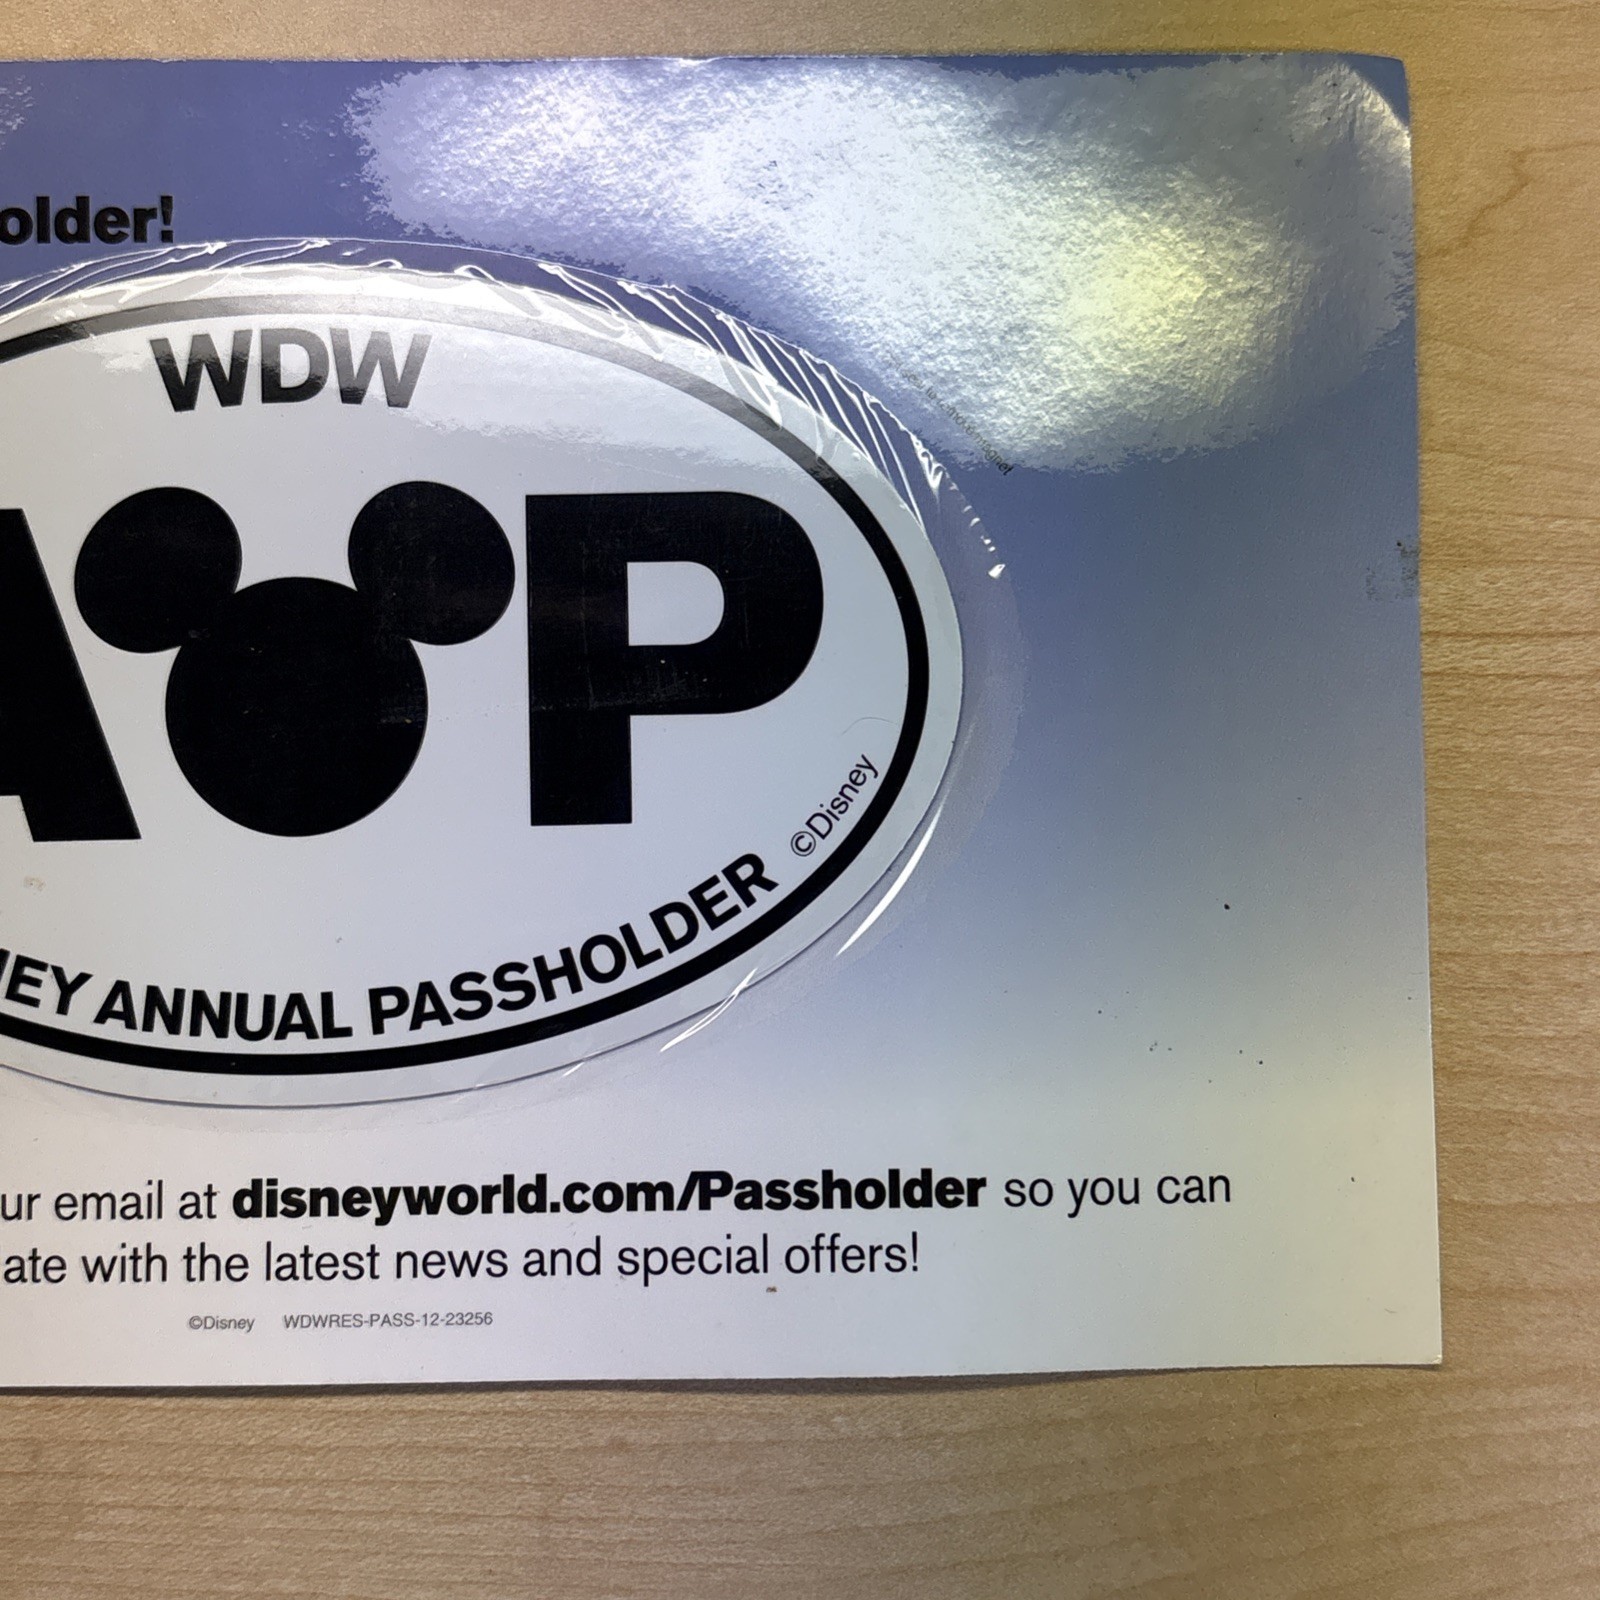 older!
WDW
A P
EY ANNUAL PASSHOLDER
©Disney
ur email at disneyworld.com/Passholder so you can
ate with the latest news and special offers!
©Disney WDWRES-PASS-12-23256